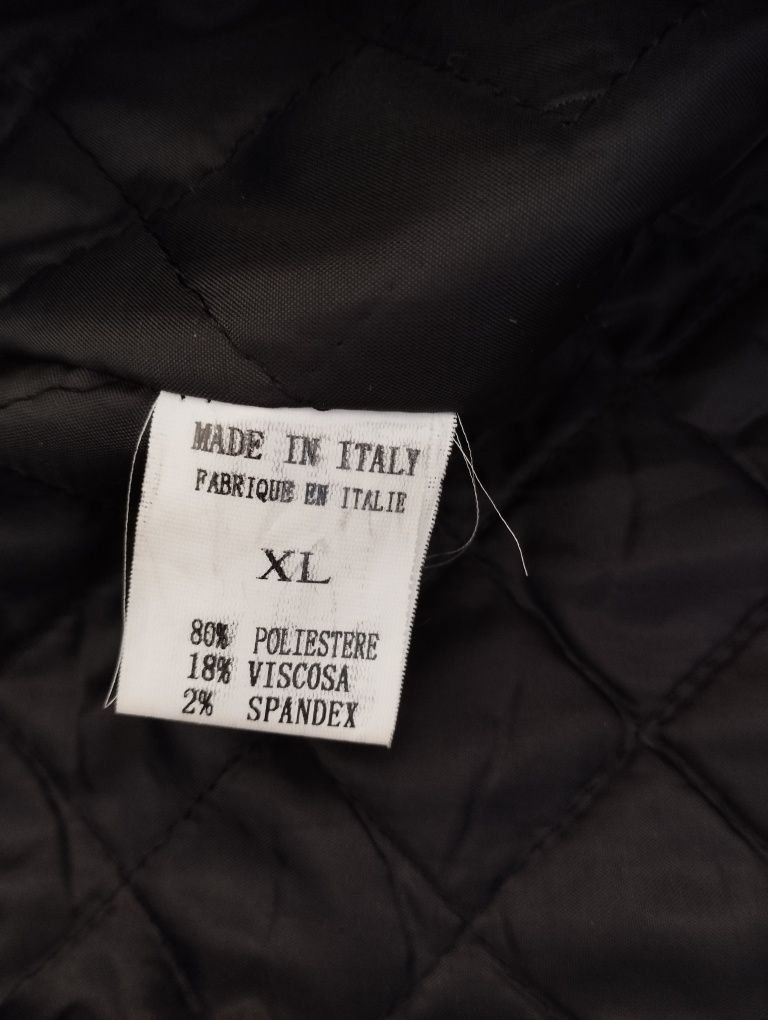 MADE IN ITALY
FABRIQUE EN ITALIE
XL
80% POLIESTERE
18% VISCOSA
2% SPANDEX